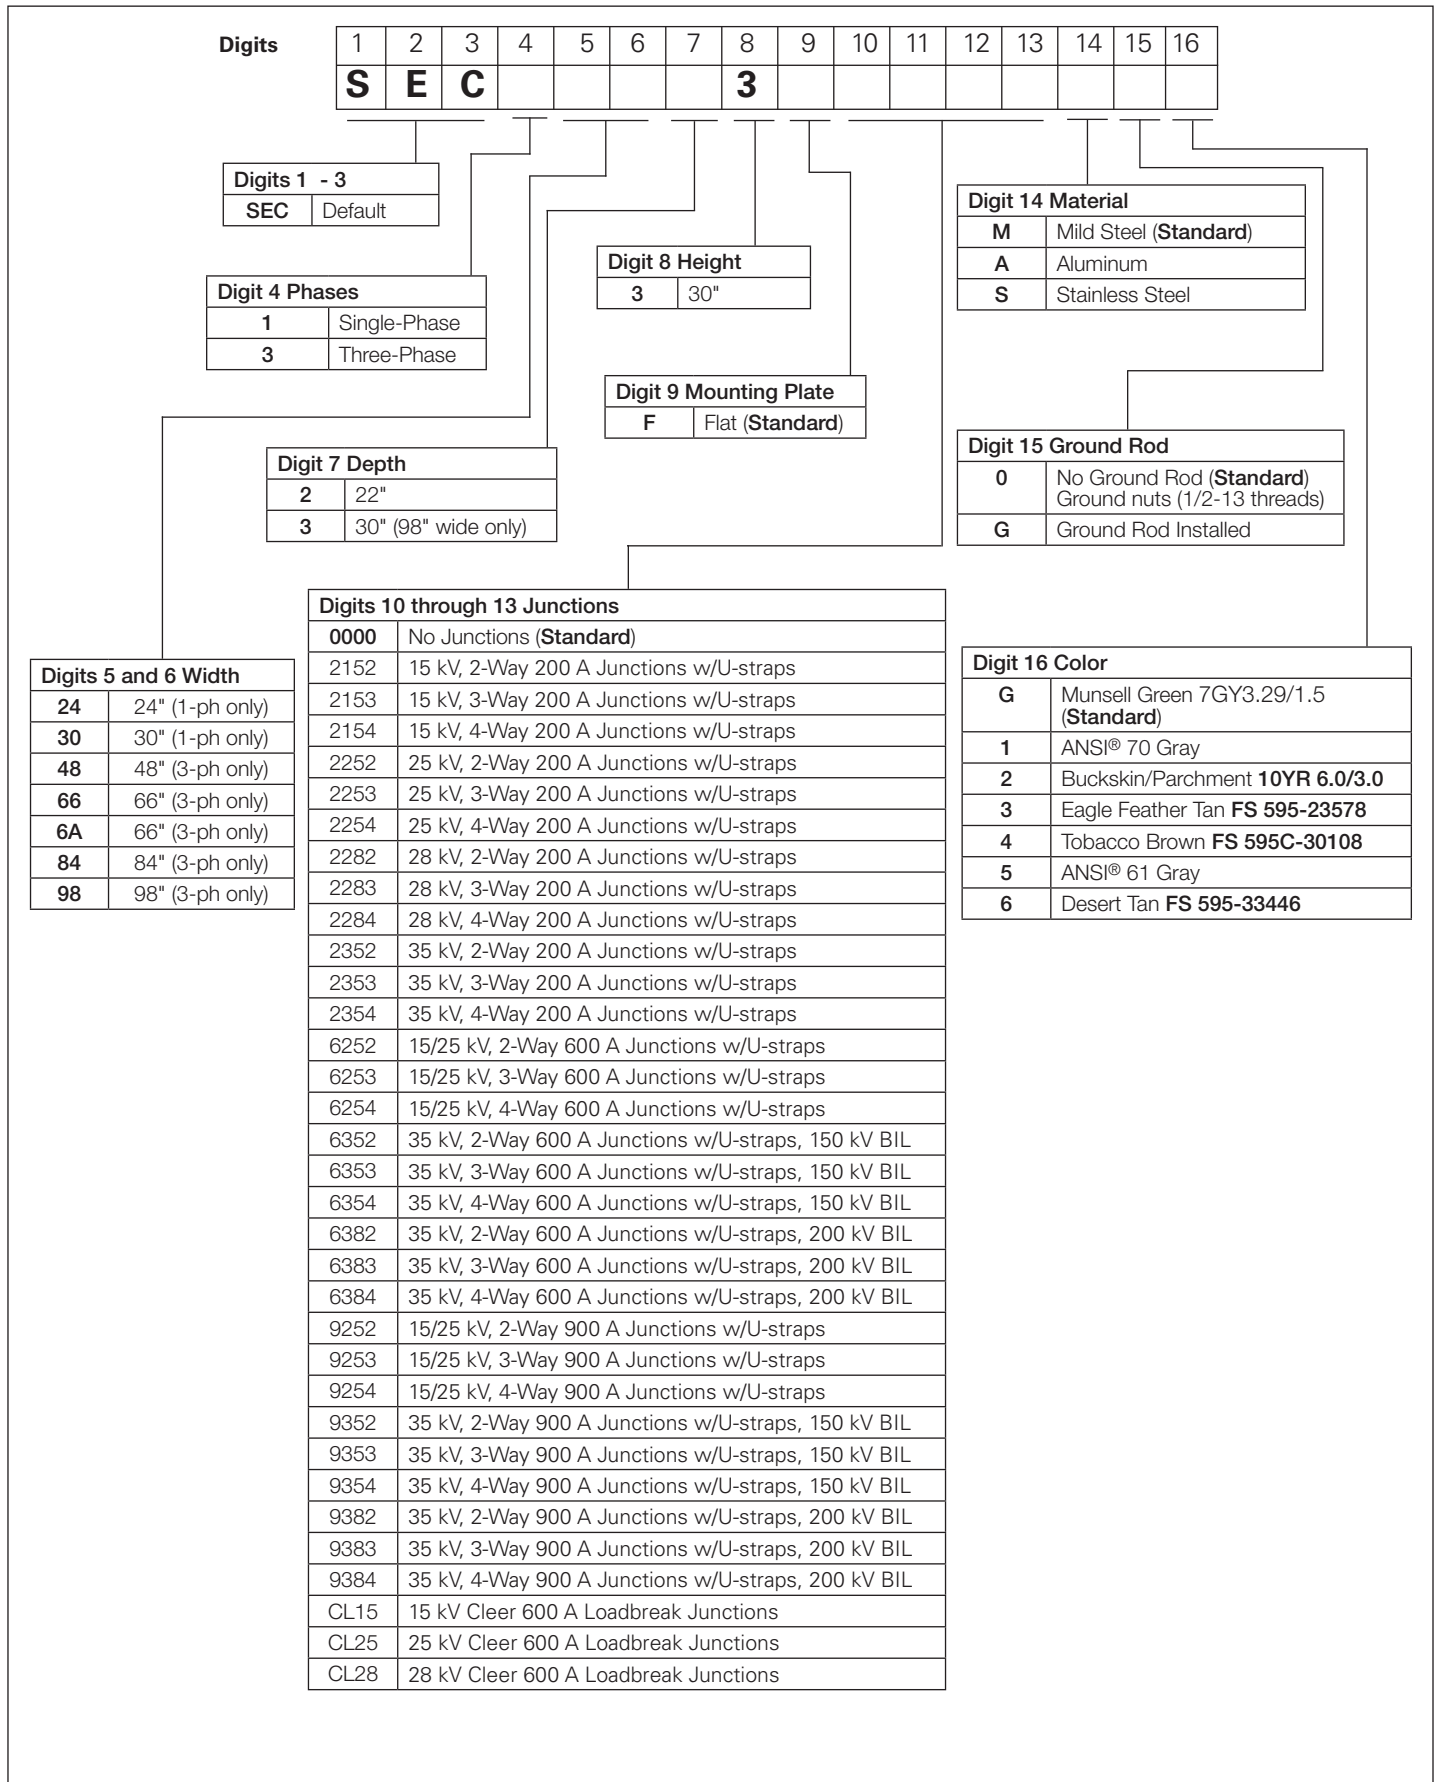 Digits 1 2 3 4 5 6 7 8 9 10 11 12 13 14 15 16
S E C 3
Digits 1 - 3
SEC Default
Digit 4 Phases
1 Single-Phase
3 Three-Phase
Digit 8 Height
3 30"
Digit 14 Material
M Mild Steel (Standard)
A Aluminum
S Stainless Steel
Digit 9 Mounting Plate
F Flat (Standard)
Digit 7 Depth
2 22"
3 30" (98" wide only)
Digit 15 Ground Rod
0 No Ground Rod (Standard)
Ground nuts (1/2-13 threads)
G Ground Rod Installed
Digits 5 and 6 Width
24 24" (1-ph only)
30 30" (1-ph only)
48 48" (3-ph only)
66 66" (3-ph only)
6A 66" (3-ph only)
84 84" (3-ph only)
98 98" (3-ph only)
Digits 10 through 13 Junctions
0000 No Junctions (Standard)
2152 15 kV, 2-Way 200 A Junctions w/U-straps
2153 15 kV, 3-Way 200 A Junctions w/U-straps
2154 15 kV, 4-Way 200 A Junctions w/U-straps
2252 25 kV, 2-Way 200 A Junctions w/U-straps
2253 25 kV, 3-Way 200 A Junctions w/U-straps
2254 25 kV, 4-Way 200 A Junctions w/U-straps
2282 28 kV, 2-Way 200 A Junctions w/U-straps
2283 28 kV, 3-Way 200 A Junctions w/U-straps
2284 28 kV, 4-Way 200 A Junctions w/U-straps
2352 35 kV, 2-Way 200 A Junctions w/U-straps
2353 35 kV, 3-Way 200 A Junctions w/U-straps
2354 35 kV, 4-Way 200 A Junctions w/U-straps
6252 15/25 kV, 2-Way 600 A Junctions w/U-straps
6253 15/25 kV, 3-Way 600 A Junctions w/U-straps
6254 15/25 kV, 4-Way 600 A Junctions w/U-straps
6352 35 kV, 2-Way 600 A Junctions w/U-straps, 150 kV BIL
6353 35 kV, 3-Way 600 A Junctions w/U-straps, 150 kV BIL
6354 35 kV, 4-Way 600 A Junctions w/U-straps, 150 kV BIL
6382 35 kV, 2-Way 600 A Junctions w/U-straps, 200 kV BIL
6383 35 kV, 3-Way 600 A Junctions w/U-straps, 200 kV BIL
6384 35 kV, 4-Way 600 A Junctions w/U-straps, 200 kV BIL
9252 15/25 kV, 2-Way 900 A Junctions w/U-straps
9253 15/25 kV, 3-Way 900 A Junctions w/U-straps
9254 15/25 kV, 4-Way 900 A Junctions w/U-straps
9352 35 kV, 2-Way 900 A Junctions w/U-straps, 150 kV BIL
9353 35 kV, 3-Way 900 A Junctions w/U-straps, 150 kV BIL
9354 35 kV, 4-Way 900 A Junctions w/U-straps, 150 kV BIL
9382 35 kV, 2-Way 900 A Junctions w/U-straps, 200 kV BIL
9383 35 kV, 3-Way 900 A Junctions w/U-straps, 200 kV BIL
9384 35 kV, 4-Way 900 A Junctions w/U-straps, 200 kV BIL
CL15 15 kV Cleer 600 A Loadbreak Junctions
CL25 25 kV Cleer 600 A Loadbreak Junctions
CL28 28 kV Cleer 600 A Loadbreak Junctions
Digit 16 Color
G Munsell Green 7GY3.29/1.5
(Standard)
1 ANSI® 70 Gray
2 Buckskin/Parchment 10YR 6.0/3.0
3 Eagle Feather Tan FS 595-23578
4 Tobacco Brown FS 595C-30108
5 ANSI® 61 Gray
6 Desert Tan FS 595-33446